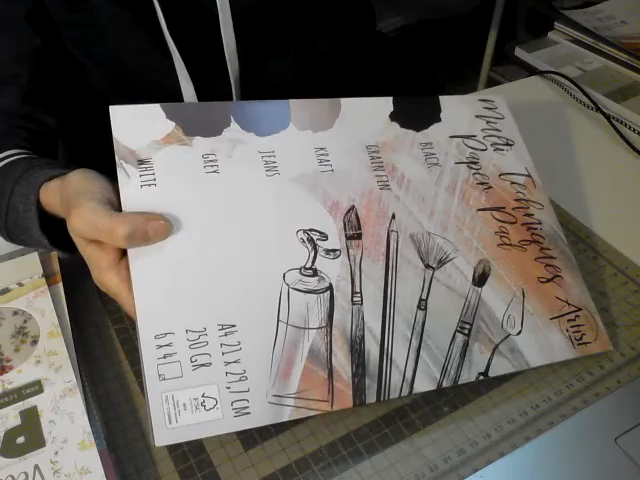 Multi Techniques
Paper Pad
Artist
WHITE
GREY
JEANS
KRAFT
GRAIN FIN
BLACK
A4 21 x 29,7 CM
250 GR
6 x 4
FSC